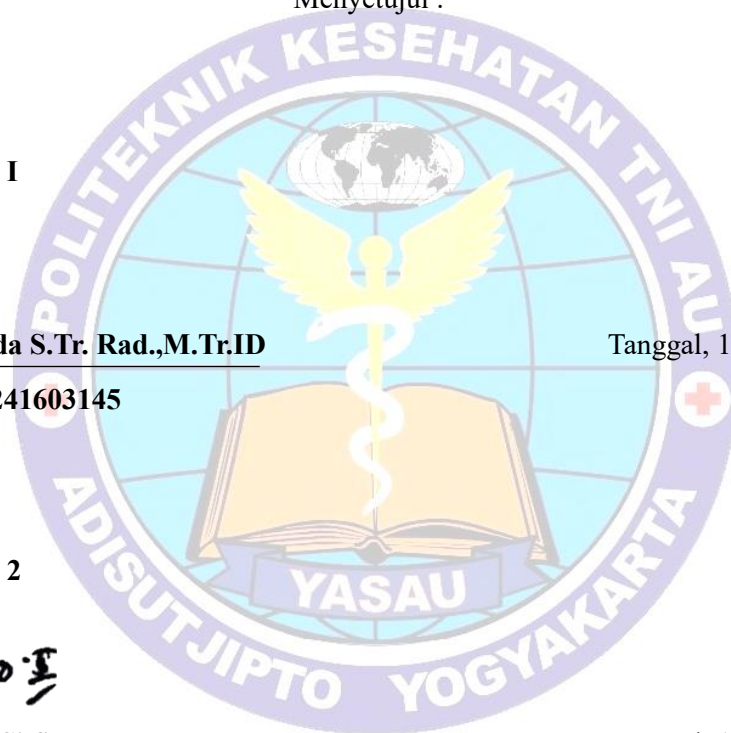 Menyetujui :
POLITEKNIK KESEHATAN TNI AU
I
da S.Tr. Rad.,M.Tr.ID
Tanggal, 1
241603145
2
YASAU
ADISUTJIPTO YOGYAKARTA